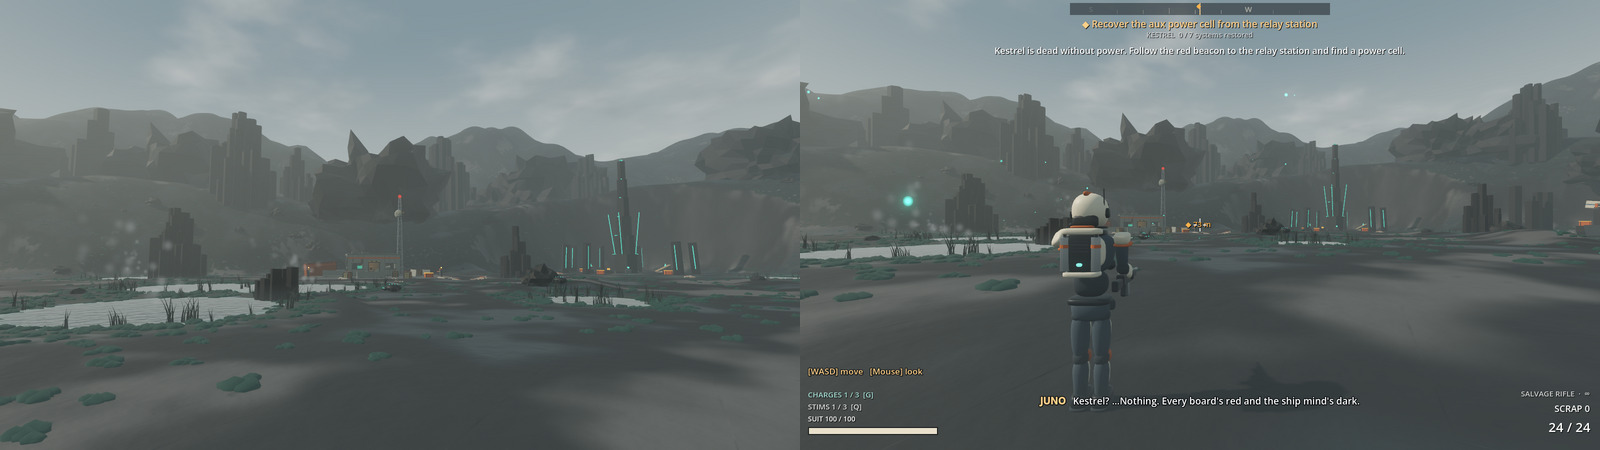 W
Recover the aux power cell from the relay station
KESTREL 0 / 7 systems restored
Kestrel is dead without power. Follow the red beacon to the relay station and find a power cell.
[WASD] move [Mouse] look
CHARGES 1 / 3 [G]
STIMS 1 / 3 [Q]
SUIT 100 / 100
JUNO Kestrel? ...Nothing. Every board's red and the ship mind's dark.
SALVAGE RIFLE · ∞
SCRAP 0
24 / 24